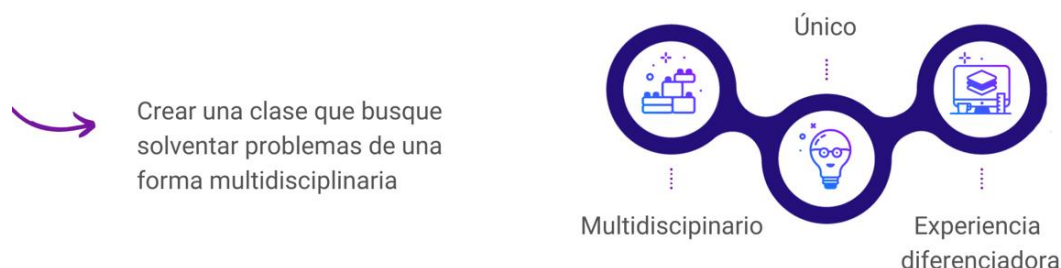 Crear una clase que busque
solventar problemas de una
forma multidisciplinaria
Único
Multidiscipinario
Experiencia
diferenciadora